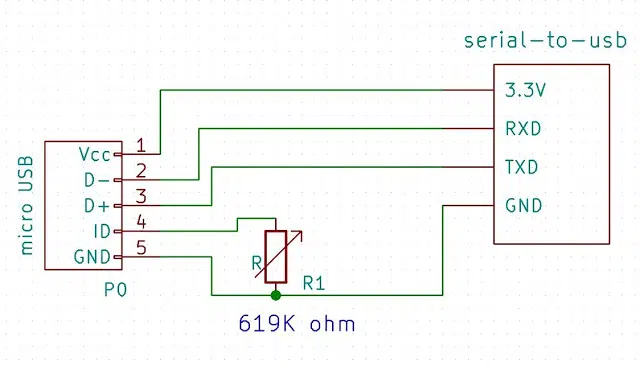 serial-to-usb
3.3V
RXD
TXD
GND
micro USB
Vcc 1
D- 2
D+ 3
ID 4
GND 5
P0
R
R1
619K ohm